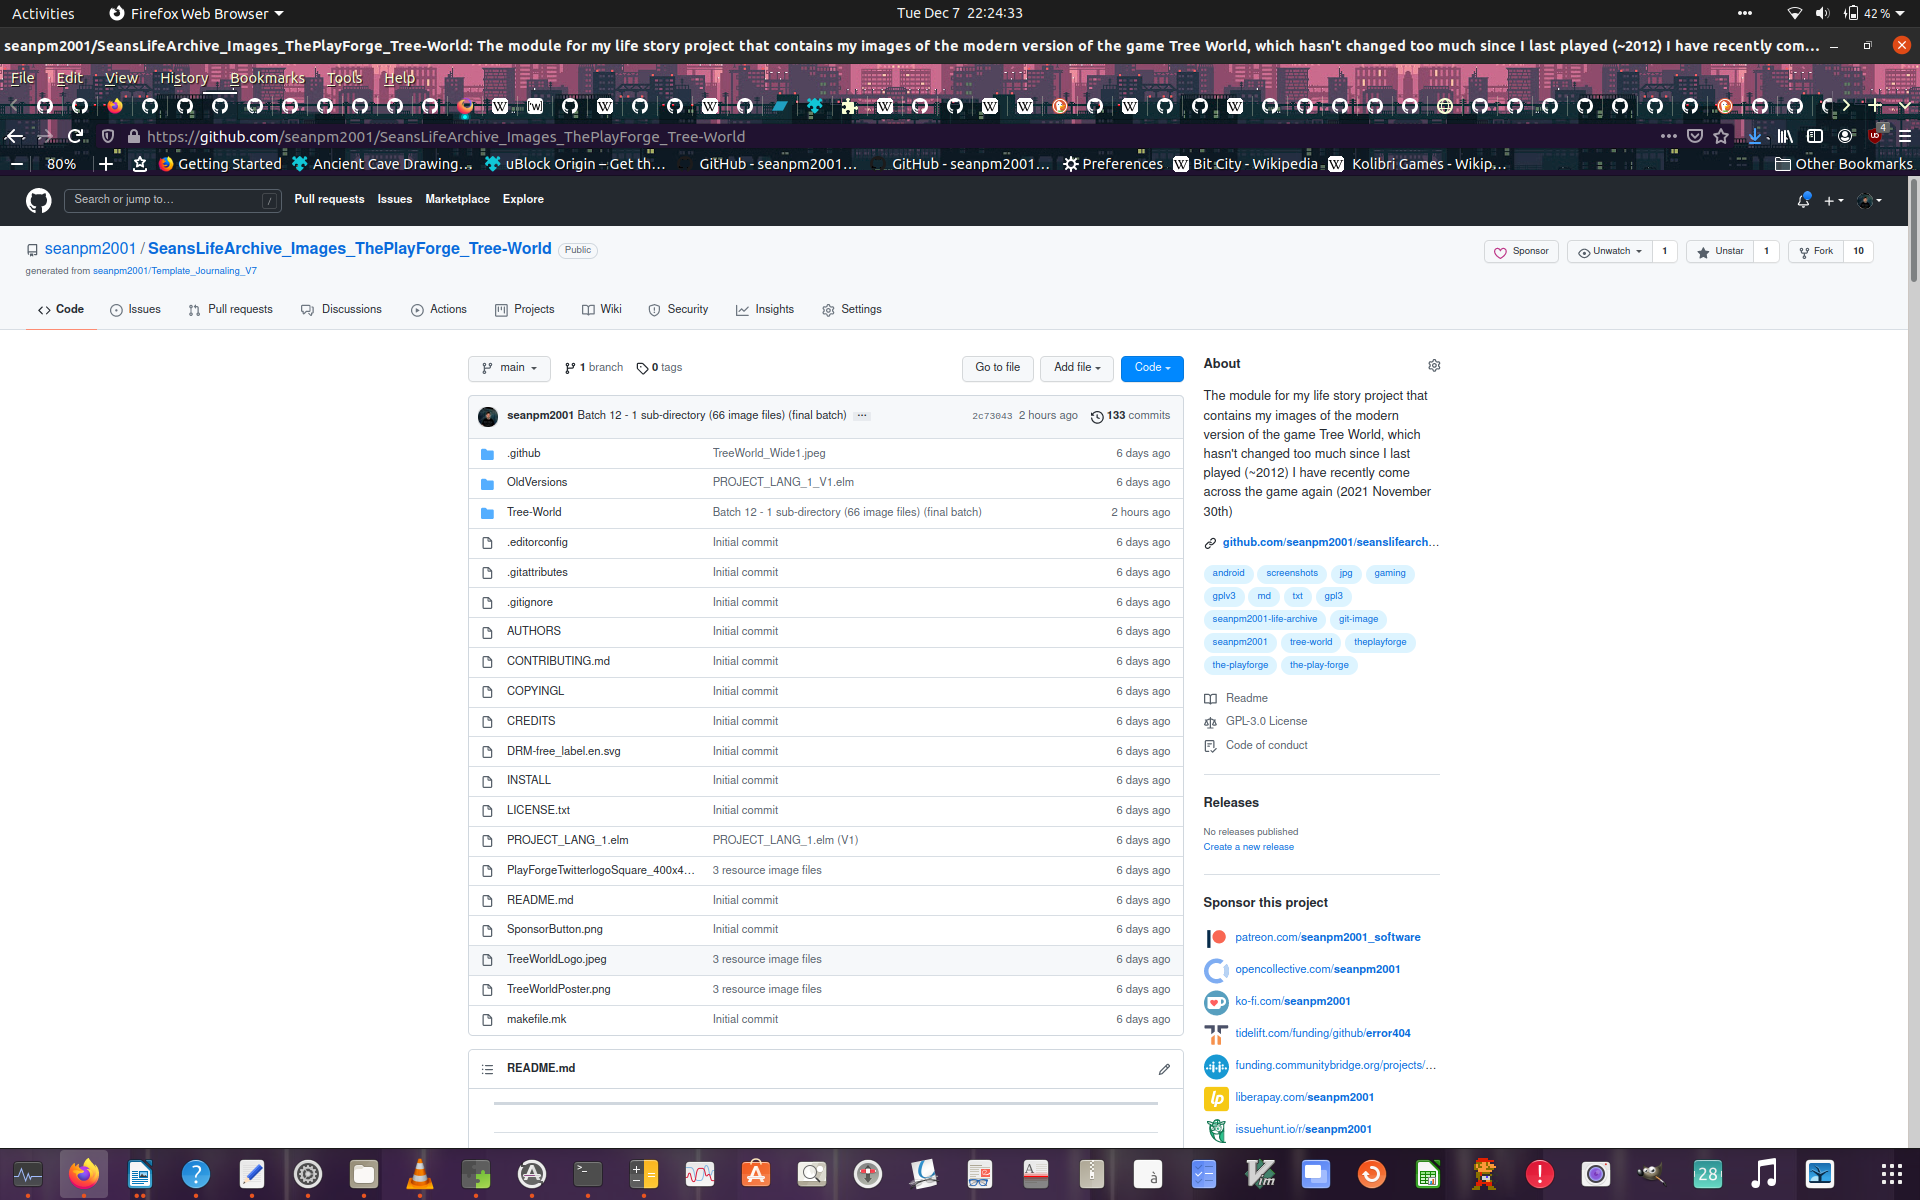 Activities Firefox Web Browser Tue Dec 7 22:24:33 42 %
seanpm2001/SeansLifeArchive_Images_ThePlayForge_Tree-World: The module for my life story project that contains my images of the modern version of the game Tree World, which hasn't changed too much since I last played (~2012) I have recently com...
File Edit View History Bookmarks Tools Help
https://github.com/seanpm2001/SeansLifeArchive_Images_ThePlayForge_Tree-World 4
80% Getting Started Ancient Cave Drawing... uBlock Origin – Get th... GitHub - seanpm2001... GitHub - seanpm2001... Preferences Bit City - Wikipedia Kolibri Games - Wikip... Other Bookmarks
Search or jump to... / Pull requests Issues Marketplace Explore
seanpm2001 / SeansLifeArchive_Images_ThePlayForge_Tree-World Public Sponsor Unwatch 1 Unstar 1 Fork 10
generated from seanpm2001/Template_Journaling_V7
Code Issues Pull requests Discussions Actions Projects Wiki Security Insights Settings
main 1 branch 0 tags Go to file Add file Code
seanpm2001 Batch 12 - 1 sub-directory (66 image files) (final batch) ... 2c73043 2 hours ago 133 commits
.github TreeWorld_Wide1.jpeg 6 days ago
OldVersions PROJECT_LANG_1_V1.elm 6 days ago
Tree-World Batch 12 - 1 sub-directory (66 image files) (final batch) 2 hours ago
.editorconfig Initial commit 6 days ago
.gitattributes Initial commit 6 days ago
.gitignore Initial commit 6 days ago
AUTHORS Initial commit 6 days ago
CONTRIBUTING.md Initial commit 6 days ago
COPYINGL Initial commit 6 days ago
CREDITS Initial commit 6 days ago
DRM-free_label.en.svg Initial commit 6 days ago
INSTALL Initial commit 6 days ago
LICENSE.txt Initial commit 6 days ago
PROJECT_LANG_1.elm PROJECT_LANG_1.elm (V1) 6 days ago
PlayForgeTwitterlogoSquare_400x4... 3 resource image files 6 days ago
README.md Initial commit 6 days ago
SponsorButton.png Initial commit 6 days ago
TreeWorldLogo.jpeg 3 resource image files 6 days ago
TreeWorldPoster.png 3 resource image files 6 days ago
makefile.mk Initial commit 6 days ago
README.md
About
The module for my life story project that
contains my images of the modern
version of the game Tree World, which
hasn't changed too much since I last
played (~2012) I have recently come
across the game again (2021 November
30th)
github.com/seanpm2001/seanslifearch...
android screenshots jpg gaming
gplv3 md txt gpl3
seanpm2001-life-archive git-image
seanpm2001 tree-world theplayforge
the-playforge the-play-forge
Readme
GPL-3.0 License
Code of conduct
Releases
No releases published
Create a new release
Sponsor this project
patreon.com/seanpm2001_software
opencollective.com/seanpm2001
ko-fi.com/seanpm2001
tidelift.com/funding/github/error404
funding.communitybridge.org/projects/...
liberapay.com/seanpm2001
issuehunt.io/r/seanpm2001
28